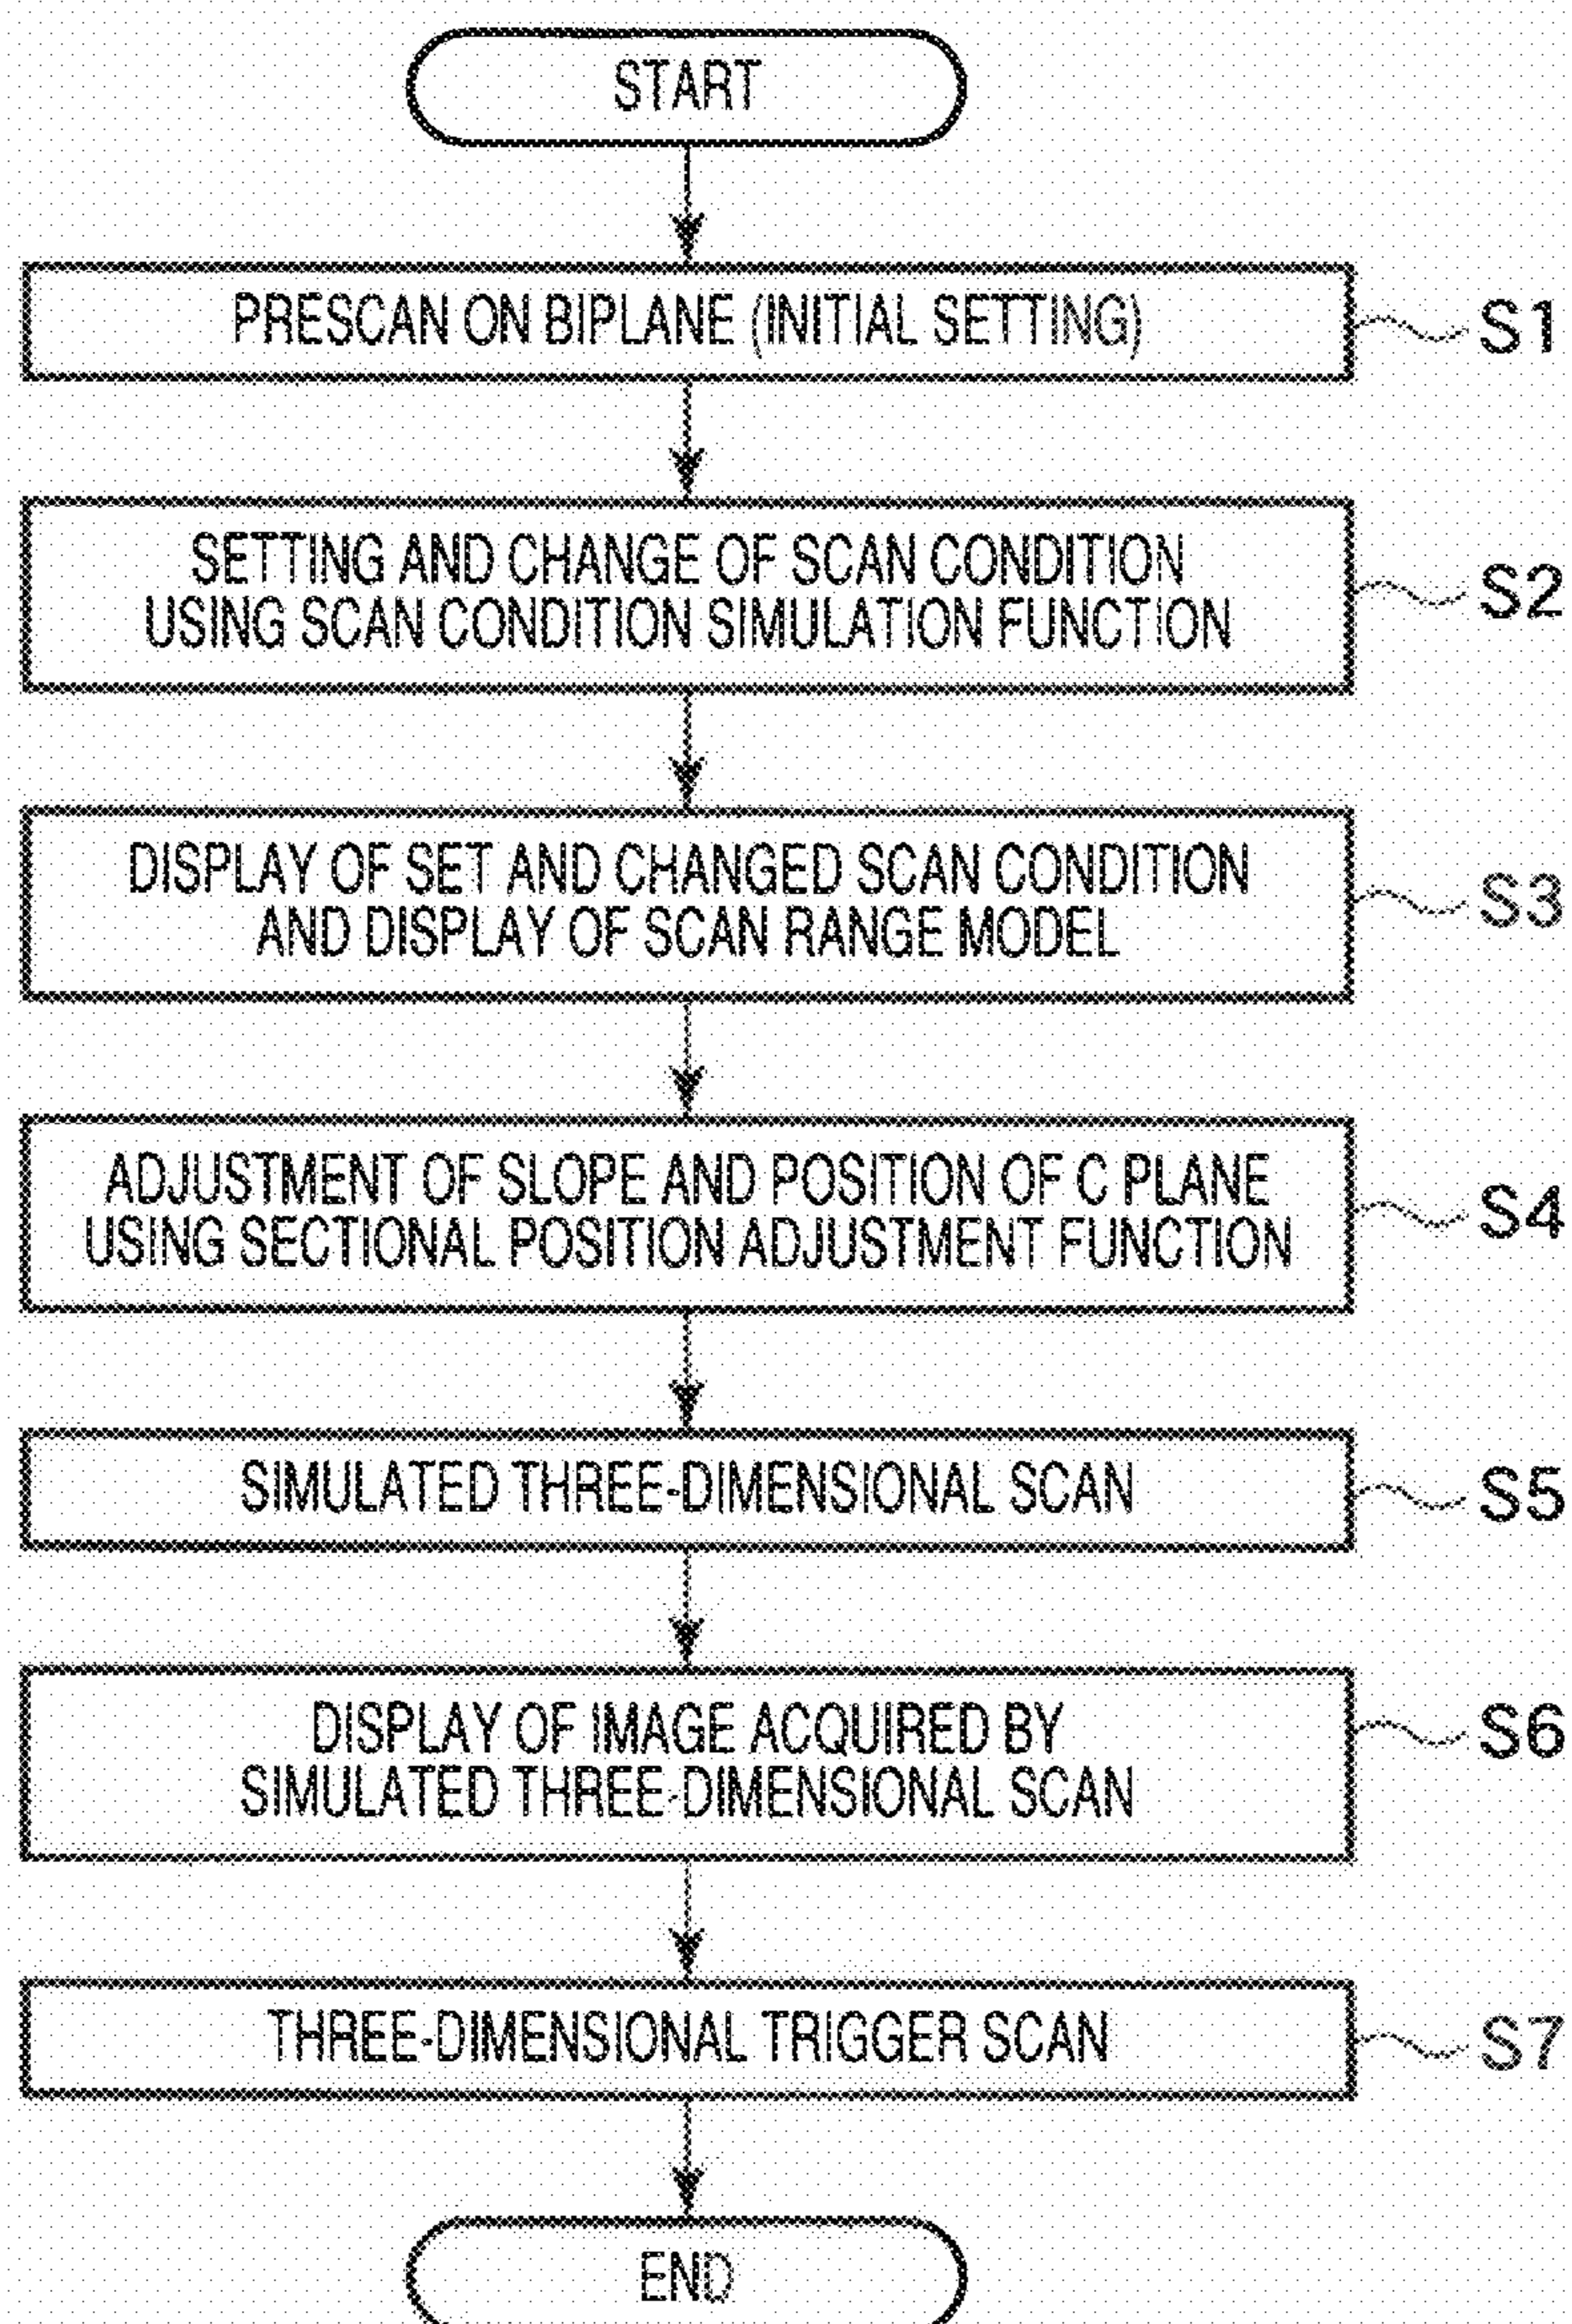 START
PRESCAN ON BIPLANE (INITIAL SETTING)
S1
SETTING AND CHANGE OF SCAN CONDITION
USING SCAN CONDITION SIMULATION FUNCTION
S2
DISPLAY OF SET AND CHANGED SCAN CONDITION
AND DISPLAY OF SCAN RANGE MODEL
S3
ADJUSTMENT OF SLOPE AND POSITION OF C PLANE
USING SECTIONAL POSITION ADJUSTMENT FUNCTION
S4
SIMULATED THREE-DIMENSIONAL SCAN
S5
DISPLAY OF IMAGE ACQUIRED BY
SIMULATED THREE-DIMENSIONAL SCAN
S6
THREE-DIMENSIONAL TRIGGER SCAN
S7
END